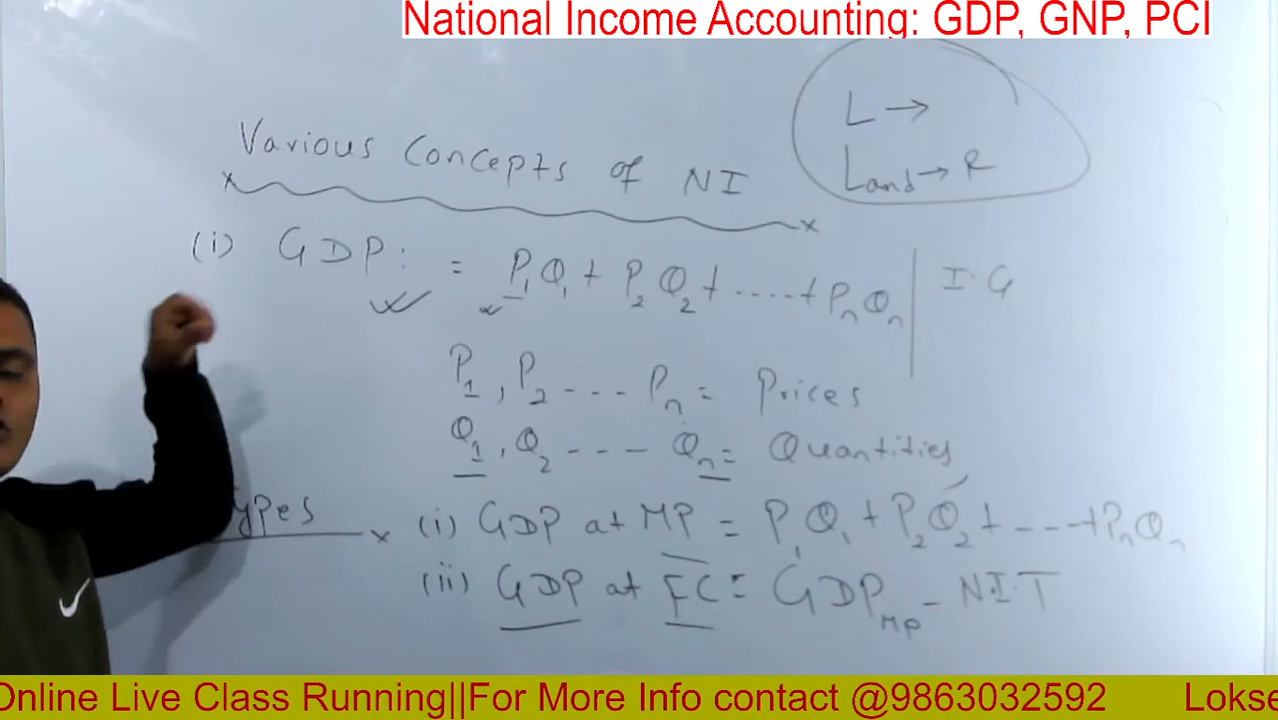 National Income Accounting: GDP, GNP, PCI
L →
Land → R
Various Concepts of NI
(i) GDP: = P₁Q₁ + P₂Q₂ + ..... + PₙQₙ | I.G
P₁, P₂ --- Pₙ = Prices
Q₁, Q₂ --- Qₙ = Quantities
ypes (i) GDP at MP = P₁Q₁ + P₂Q₂ + ---- + PₙQₙ
(ii) GDP at FC = GDP_MP - N.I.T
Online Live Class Running||For More Info contact @9863032592 Lokse